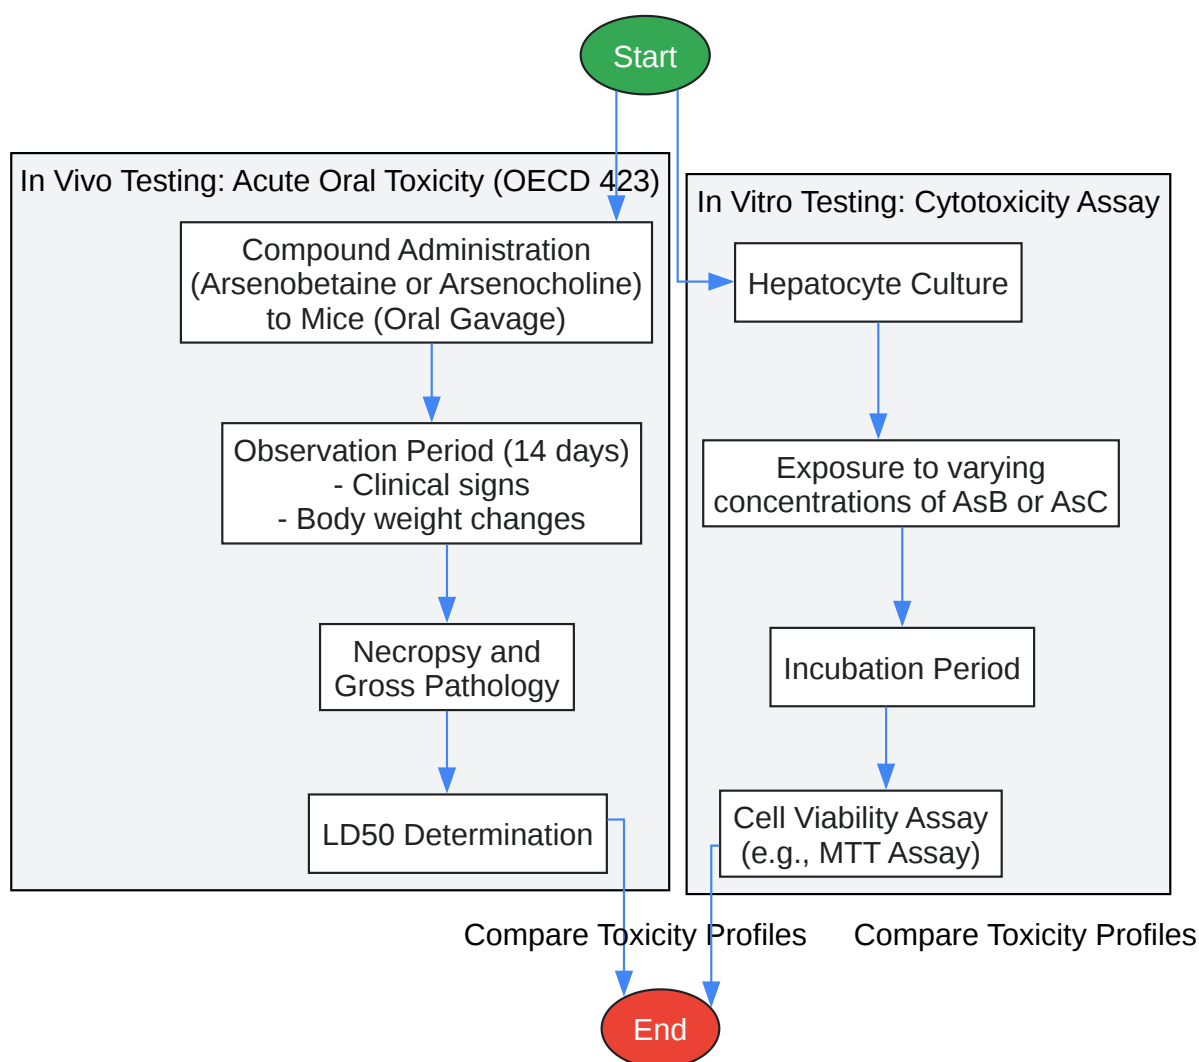 Start
In Vivo Testing: Acute Oral Toxicity (OECD 423)
Compound Administration
(Arsenobetaine or Arsenocholine)
to Mice (Oral Gavage)
Observation Period (14 days)
- Clinical signs
- Body weight changes
Necropsy and
Gross Pathology
LD50 Determination
In Vitro Testing: Cytotoxicity Assay
Hepatocyte Culture
Exposure to varying
concentrations of AsB or AsC
Incubation Period
Cell Viability Assay
(e.g., MTT Assay)
Compare Toxicity Profiles
Compare Toxicity Profiles
End